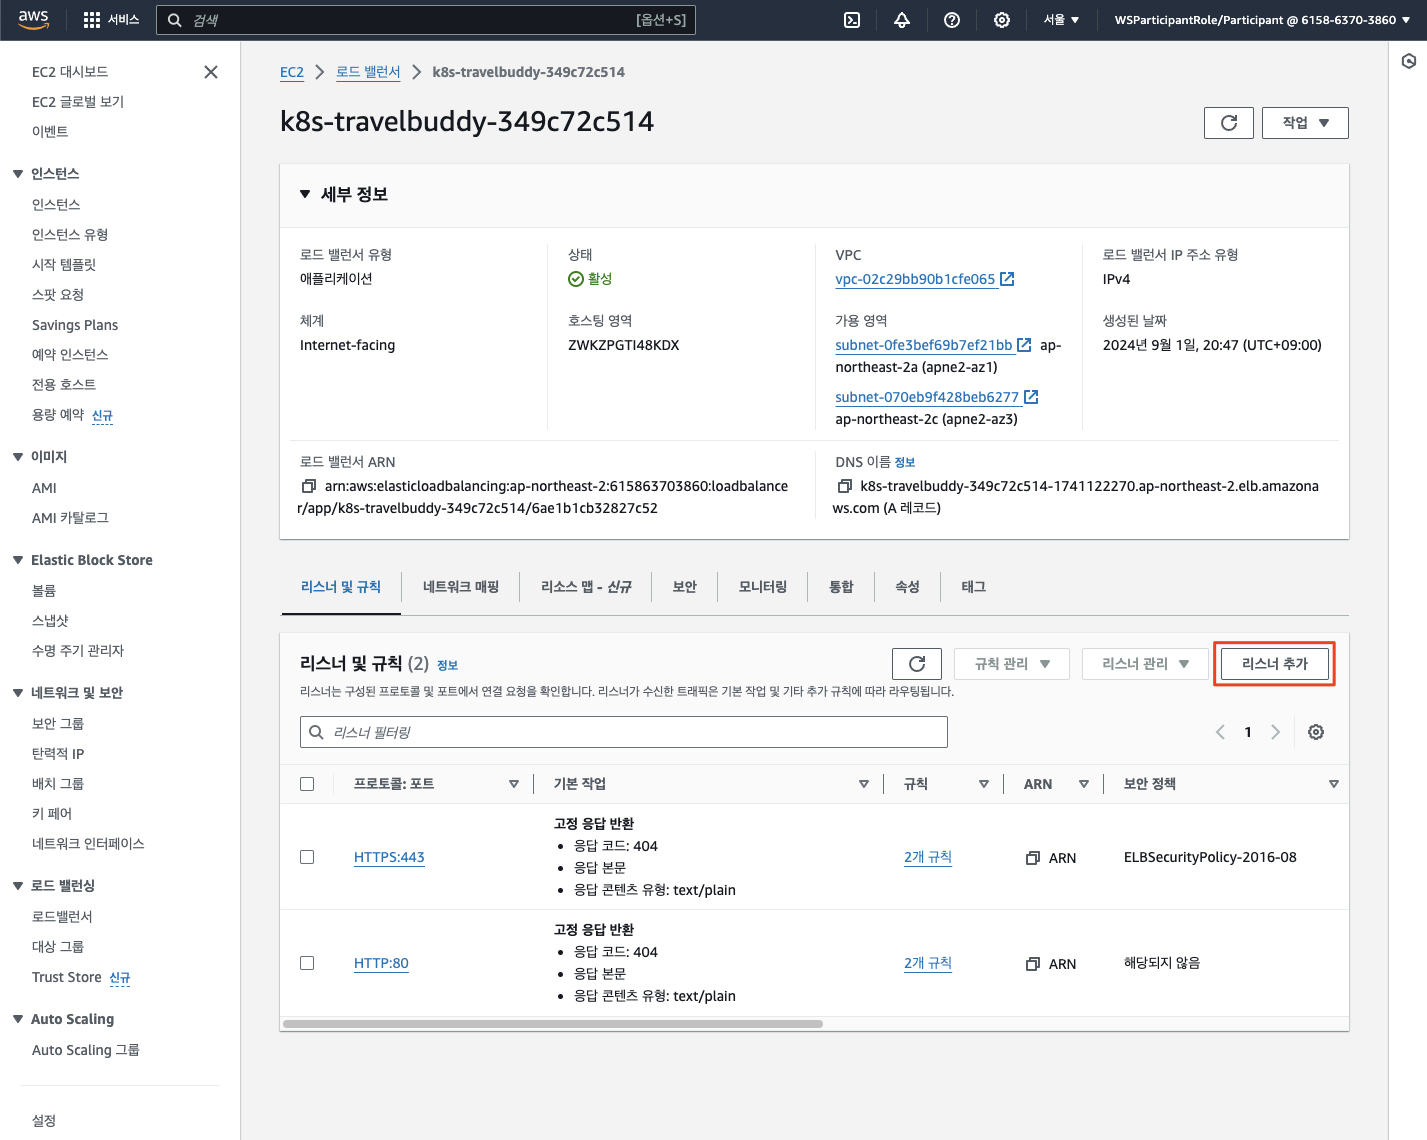 aws 서비스 검색 [옵션+S] 서울 WSParticipantRole/Participant @ 6158-6370-3860
EC2 대시보드
EC2 글로벌 보기
이벤트
인스턴스
인스턴스
인스턴스 유형
시작 템플릿
스팟 요청
Savings Plans
예약 인스턴스
전용 호스트
용량 예약 신규
이미지
AMI
AMI 카탈로그
Elastic Block Store
볼륨
스냅샷
수명 주기 관리자
네트워크 및 보안
보안 그룹
탄력적 IP
배치 그룹
키 페어
네트워크 인터페이스
로드 밸런싱
로드밸런서
대상 그룹
Trust Store 신규
Auto Scaling
Auto Scaling 그룹
설정
EC2 로드 밸런서 k8s-travelbuddy-349c72c514
k8s-travelbuddy-349c72c514
작업
세부 정보
로드 밸런서 유형
애플리케이션
상태
활성
VPC
vpc-02c29bb90b1cfe065
로드 밸런서 IP 주소 유형
IPv4
체계
Internet-facing
호스팅 영역
ZWKZPGTI48KDX
가용 영역
subnet-0fe3bef69b7ef21bb ap-
northeast-2a (apne2-az1)
subnet-070eb9f428beb6277
ap-northeast-2c (apne2-az3)
생성된 날짜
2024년 9월 1일, 20:47 (UTC+09:00)
로드 밸런서 ARN
arn:aws:elasticloadbalancing:ap-northeast-2:615863703860:loadbalance
r/app/k8s-travelbuddy-349c72c514/6ae1b1cb32827c52
DNS 이름 정보
k8s-travelbuddy-349c72c514-1741122270.ap-northeast-2.elb.amazona
ws.com (A 레코드)
리스너 및 규칙 네트워크 매핑 리소스 맵 - 신규 보안 모니터링 통합 속성 태그
리스너 및 규칙 (2) 정보
규칙 관리 리스너 관리 리스너 추가
리스너는 구성된 프로토콜 및 포트에서 연결 요청을 확인합니다. 리스너가 수신한 트래픽은 기본 작업 및 기타 추가 규칙에 따라 라우팅됩니다.
리스너 필터링
1
프로토콜: 포트 기본 작업 규칙 ARN 보안 정책
HTTPS:443
고정 응답 반환
• 응답 코드: 404
• 응답 본문
• 응답 콘텐츠 유형: text/plain
2개 규칙
ARN
ELBSecurityPolicy-2016-08
HTTP:80
고정 응답 반환
• 응답 코드: 404
• 응답 본문
• 응답 콘텐츠 유형: text/plain
2개 규칙
ARN
해당되지 않음